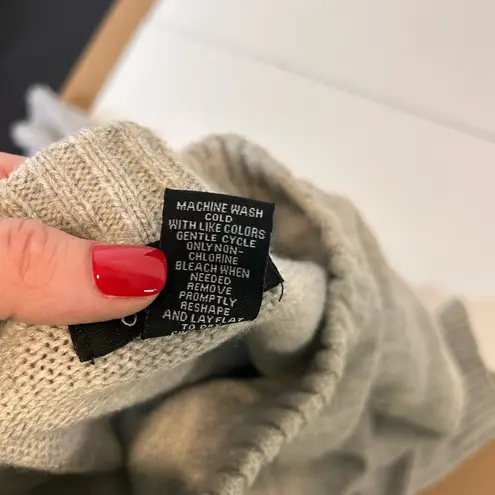 MACHINE WASH
COLD
WITH LIKE COLORS
GENTLE CYCLE
ONLY NON-
CHLORINE
BLEACH WHEN
NEEDED
REMOVE
PROMPTLY
RESHAPE
AND LAY FLAT
TO